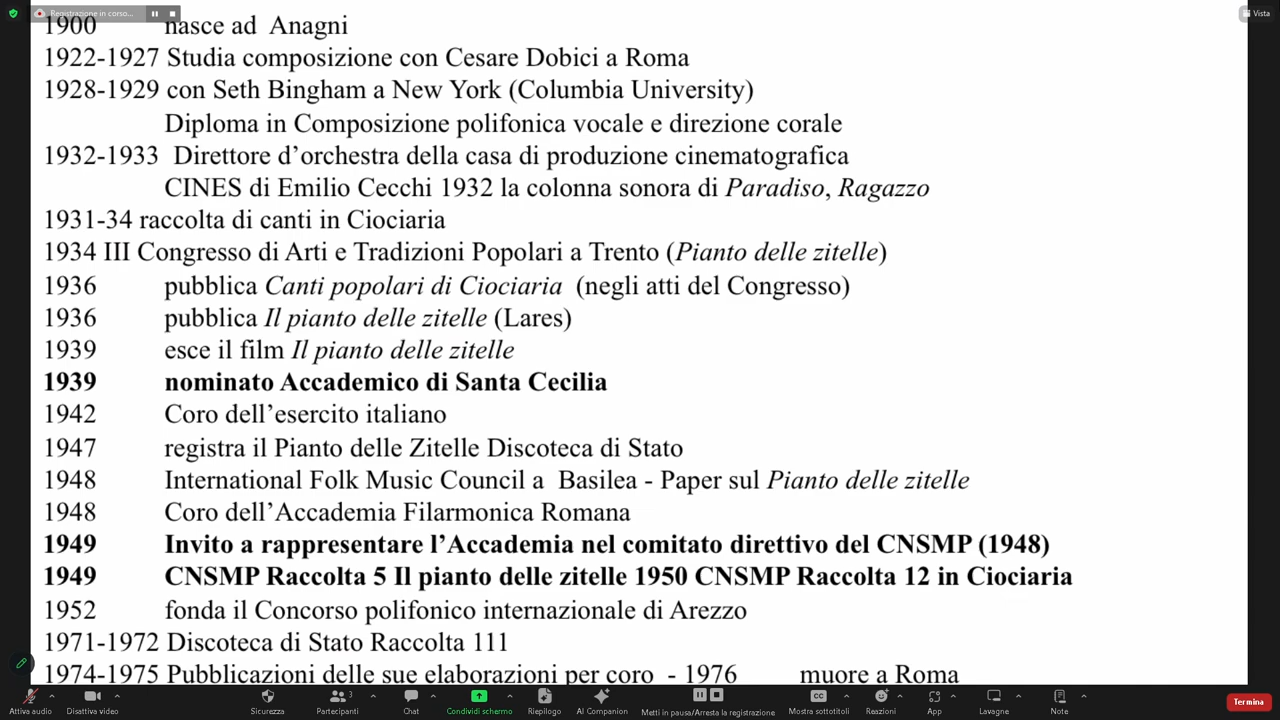 Registrazione in corso...
Vista
1900 nasce ad Anagni
1922-1927 Studia composizione con Cesare Dobici a Roma
1928-1929 con Seth Bingham a New York (Columbia University)
Diploma in Composizione polifonica vocale e direzione corale
1932-1933 Direttore d’orchestra della casa di produzione cinematografica
CINES di Emilio Cecchi 1932 la colonna sonora di Paradiso, Ragazzo
1931-34 raccolta di canti in Ciociaria
1934 III Congresso di Arti e Tradizioni Popolari a Trento (Pianto delle zitelle)
1936 pubblica Canti popolari di Ciociaria (negli atti del Congresso)
1936 pubblica Il pianto delle zitelle (Lares)
1939 esce il film Il pianto delle zitelle
1939 nominato Accademico di Santa Cecilia
1942 Coro dell’esercito italiano
1947 registra il Pianto delle Zitelle Discoteca di Stato
1948 International Folk Music Council a Basilea - Paper sul Pianto delle zitelle
1948 Coro dell’Accademia Filarmonica Romana
1949 Invito a rappresentare l’Accademia nel comitato direttivo del CNSMP (1948)
1949 CNSMP Raccolta 5 Il pianto delle zitelle 1950 CNSMP Raccolta 12 in Ciociaria
1952 fonda il Concorso polifonico internazionale di Arezzo
1971-1972 Discoteca di Stato Raccolta 111
1974-1975 Pubblicazioni delle sue elaborazioni per coro - 1976 muore a Roma
Attiva audio Disattiva video Sicurezza Partecipanti 3 Chat Condividi schermo Riepilogo AI Companion Metti in pausa/Arresta la registrazione Mostra sottotitoli Reazioni App Lavagne Note Termina